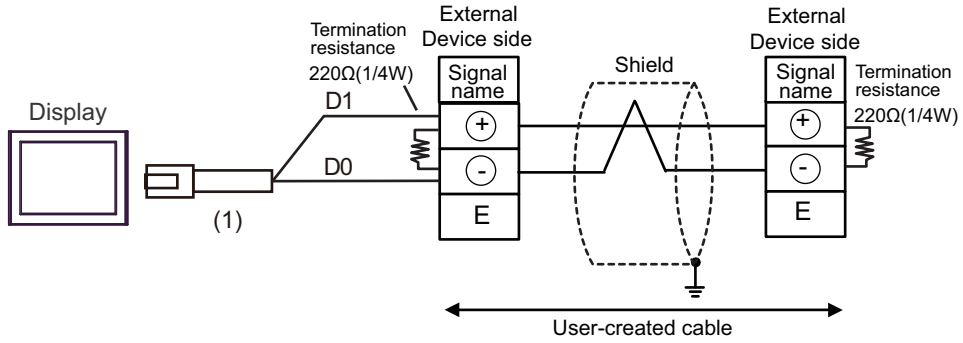 Display
(1)
D1
D0
Termination
resistance
220Ω(1/4W)
External
Device side
Signal
name
+
-
E
Shield
External
Device side
Signal
name
+
-
E
Termination
resistance
220Ω(1/4W)
User-created cable